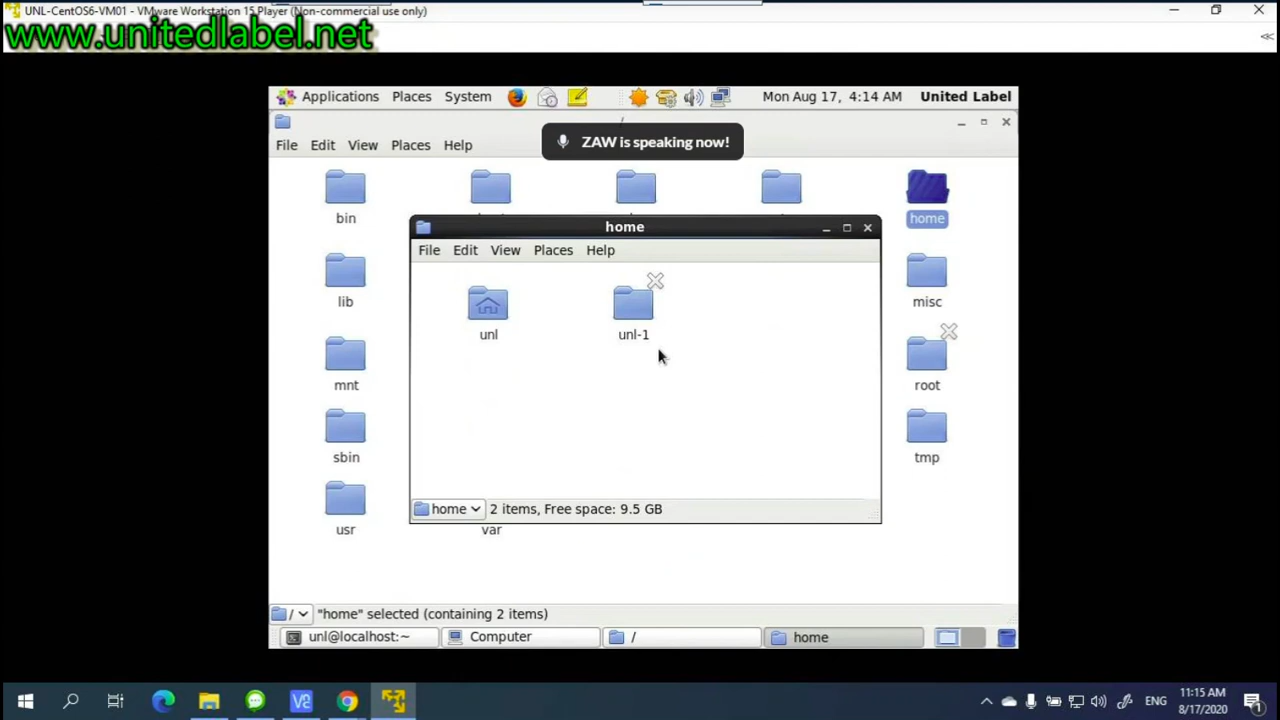 UNL-CentOS6-VM01 - VMware Workstation 15 Player (Non-commercial use only)
www.unitedlabel.net
Applications Places System Mon Aug 17, 4:14 AM United Label
/
ZAW is speaking now!
File Edit View Places Help
bin
home
home
File Edit View Places Help
lib
misc
unl
unl-1
mnt
root
sbin
tmp
home 2 items, Free space: 9.5 GB
usr
var
/ "home" selected (containing 2 items)
unl@localhost:~ Computer / home
11:15 AM
ENG
8/17/2020
1